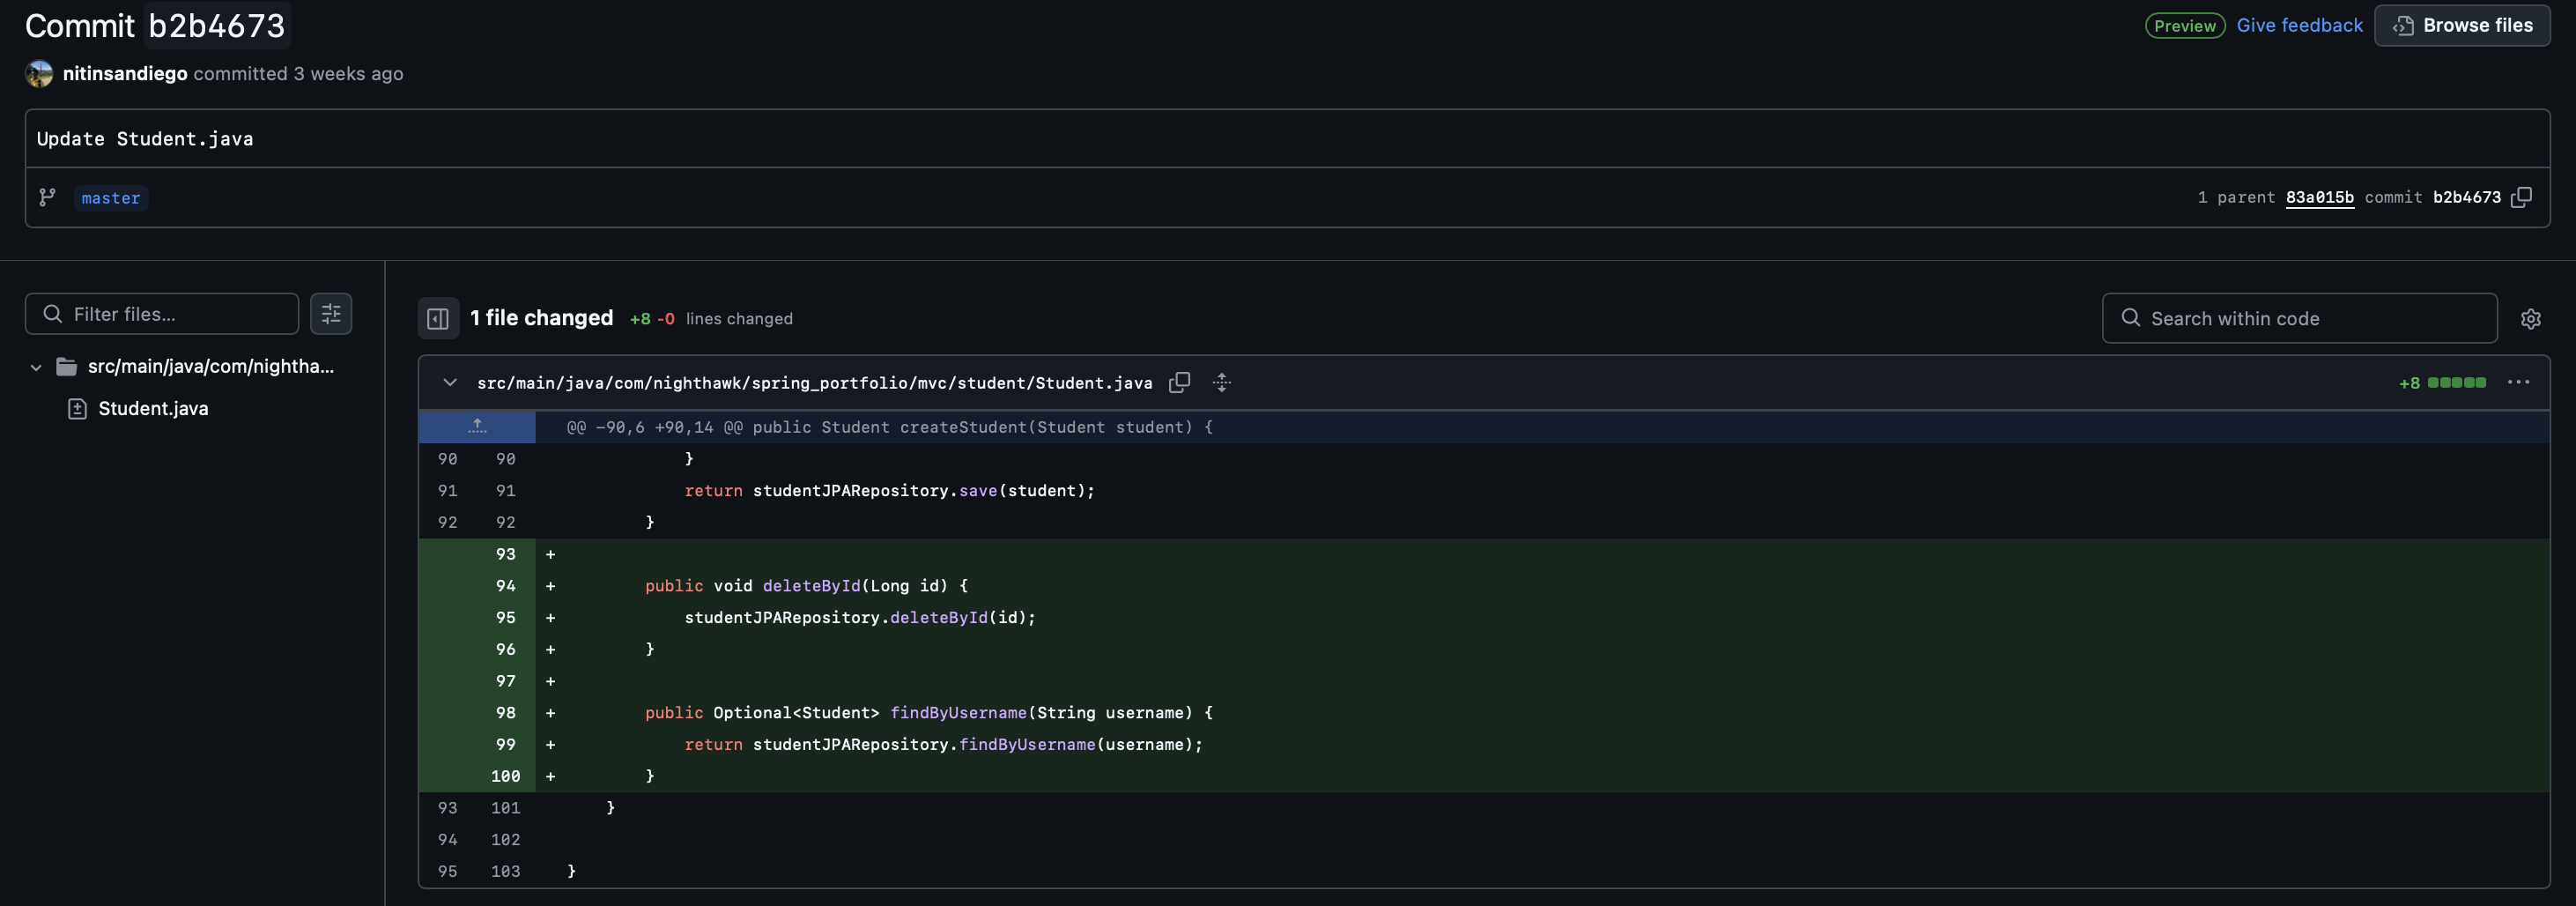 Commit b2b4673
Preview Give feedback Browse files
nitinsandiego committed 3 weeks ago
Update Student.java
master
1 parent 83a015b commit b2b4673
Filter files...
src/main/java/com/nightha...
Student.java
1 file changed +8 -0 lines changed
Search within code
src/main/java/com/nighthawk/spring_portfolio/mvc/student/Student.java
+8
@@ -90,6 +90,14 @@ public Student createStudent(Student student) {
90 90 }
91 91 return studentJPARepository.save(student);
92 92 }
93 +
94 + public void deleteById(Long id) {
95 + studentJPARepository.deleteById(id);
96 + }
97 +
98 + public Optional<Student> findByUsername(String username) {
99 + return studentJPARepository.findByUsername(username);
100 + }
93 101 }
94 102
95 103 }